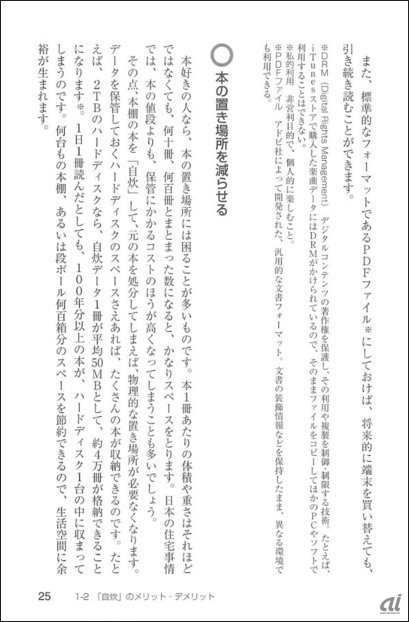 また、標準的なフォーマットであるPDFファイル※にしておけば、将来的に端末を買い替えても、
引き続き読むことができます。
※DRM（Digital Rights Management） デジタルコンテンツの著作権を保護し、その利用や複製を制御・制限する技術。たとえば、
iTunesストアで購入した楽曲データにはDRMがかけられているので、そのままファイルをコピーしてほかのPCやソフトで
利用することはできない。
※私的利用 非営利目的で、個人的に楽しむこと。
※PDFファイル アドビ社によって開発された、汎用的な文書フォーマット。文書の装飾情報などを保持したまま、異なる環境で
も利用できる。
本の置き場所を減らせる
本好きの人なら、本の置き場所には困ることが多いものです。本1冊あたりの体積や重さはそれほど
ではなくても、何十冊、何百冊とまとまった数になると、かなりスペースをとります。日本の住宅事情
では、本の値段よりも、保管にかかるコストのほうが高くなってしまうことも多いでしょう。
その点、本棚の本を「自炊」して、元の本を処分してしまえば、物理的な置き場所が必要なくなります。
データを保管しておくハードディスクのスペースさえあれば、たくさんの本が収納できるのです。たと
えば、2TBのハードディスクなら、自炊データ1冊が平均50MBとして、約4万冊が格納できること
になります。※1日1冊読んだとしても、100年分以上の本が、ハードディスク1台の中に収まって
しまうのです。何台もの本棚、あるいは段ボール何百箱分のスペースを節約できるので、生活空間に余
裕が生まれます。
25 1-2 「自炊」のメリット・デメリット
ai